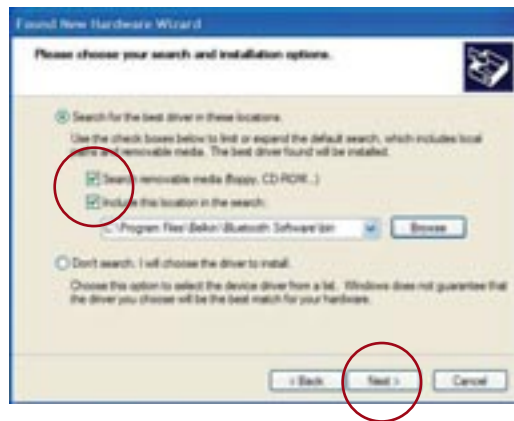 Found New Hardware Wizard
Please choose your search and installation options.
Search for the best driver in these locations.
Use the check boxes below to limit or expand the default search, which includes local
paths and removable media. The best driver found will be installed.
Search removable media (floppy, CD-ROM...)
Include this location in the search:
C:\Program Files\Belkin\Bluetooth Software\bin
Browse
Don't search. I will choose the driver to install.
Choose this option to select the device driver from a list. Windows does not guarantee that
the driver you choose will be the best match for your hardware.
< Back
Next >
Cancel